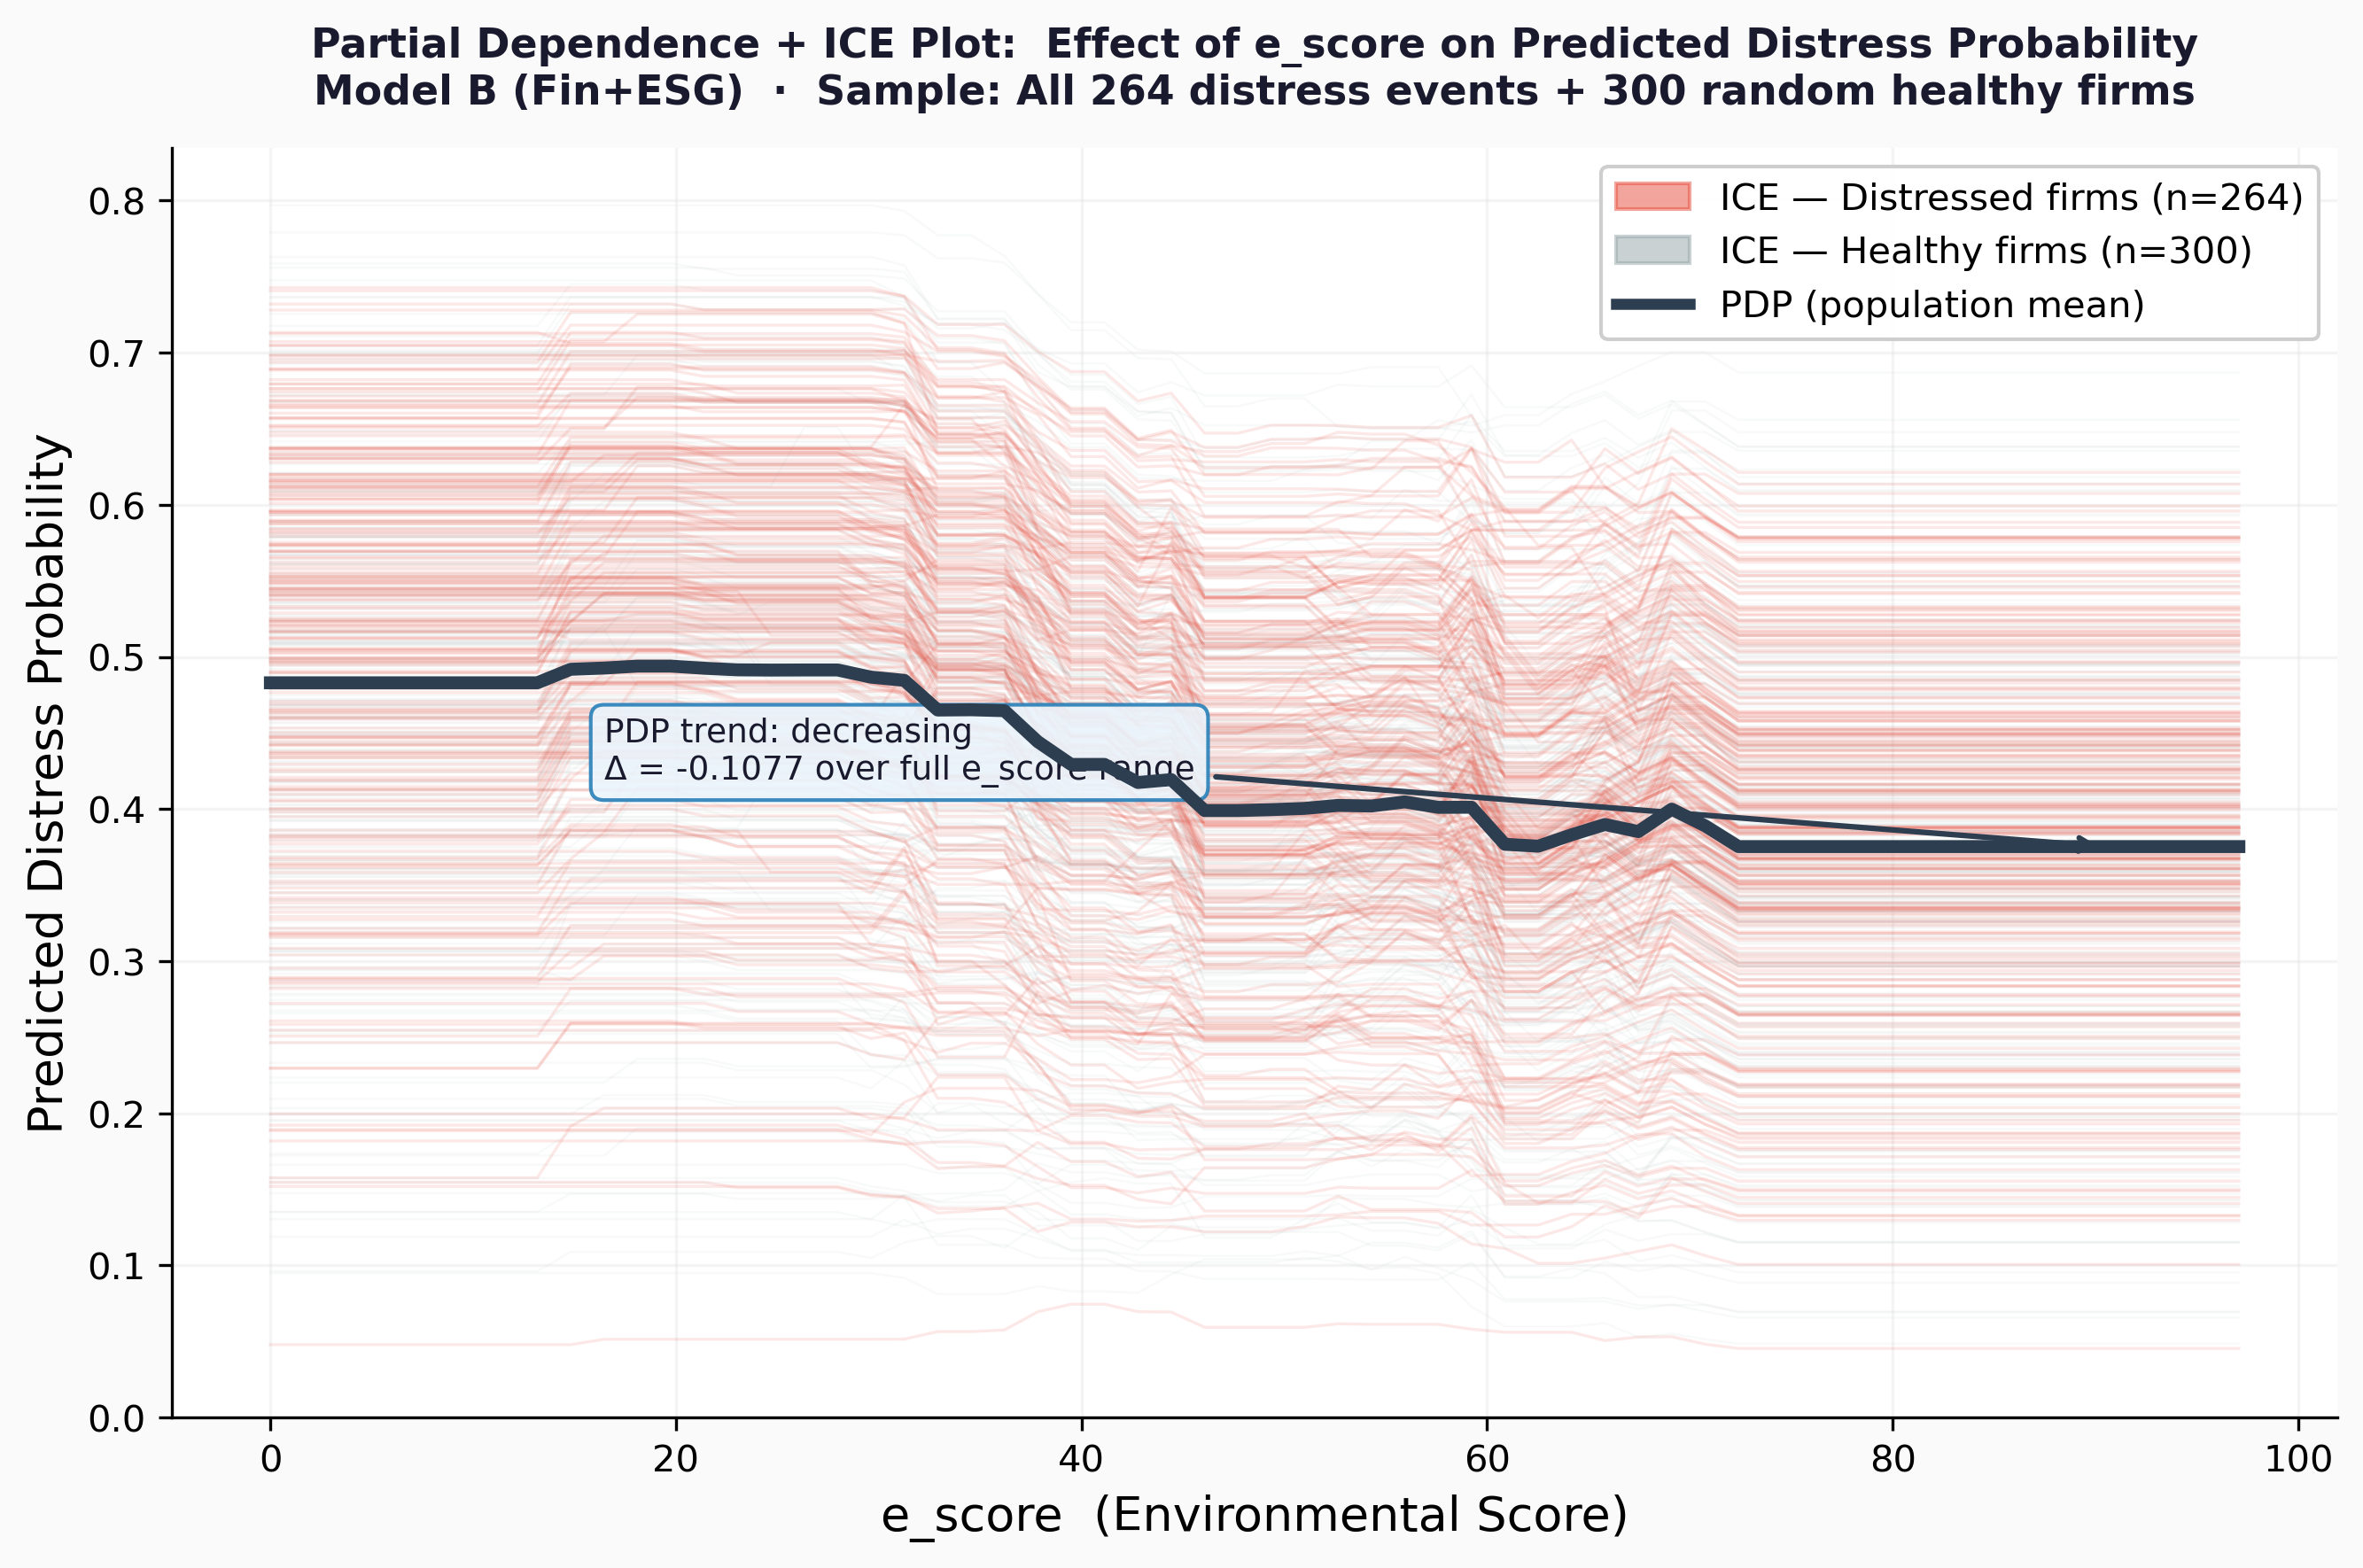 Partial Dependence + ICE Plot:  Effect of e_score on Predicted Distress Probability
Model B (Fin+ESG)  ·  Sample: All 264 distress events + 300 random healthy firms
ICE — Distressed firms (n=264)
ICE — Healthy firms (n=300)
PDP (population mean)
Predicted Distress Probability
0.8
0.7
0.6
0.5
0.4
0.3
0.2
0.1
0.0
PDP trend: decreasing
Δ = -0.1077 over full e_score range
0
20
40
60
80
100
e_score  (Environmental Score)